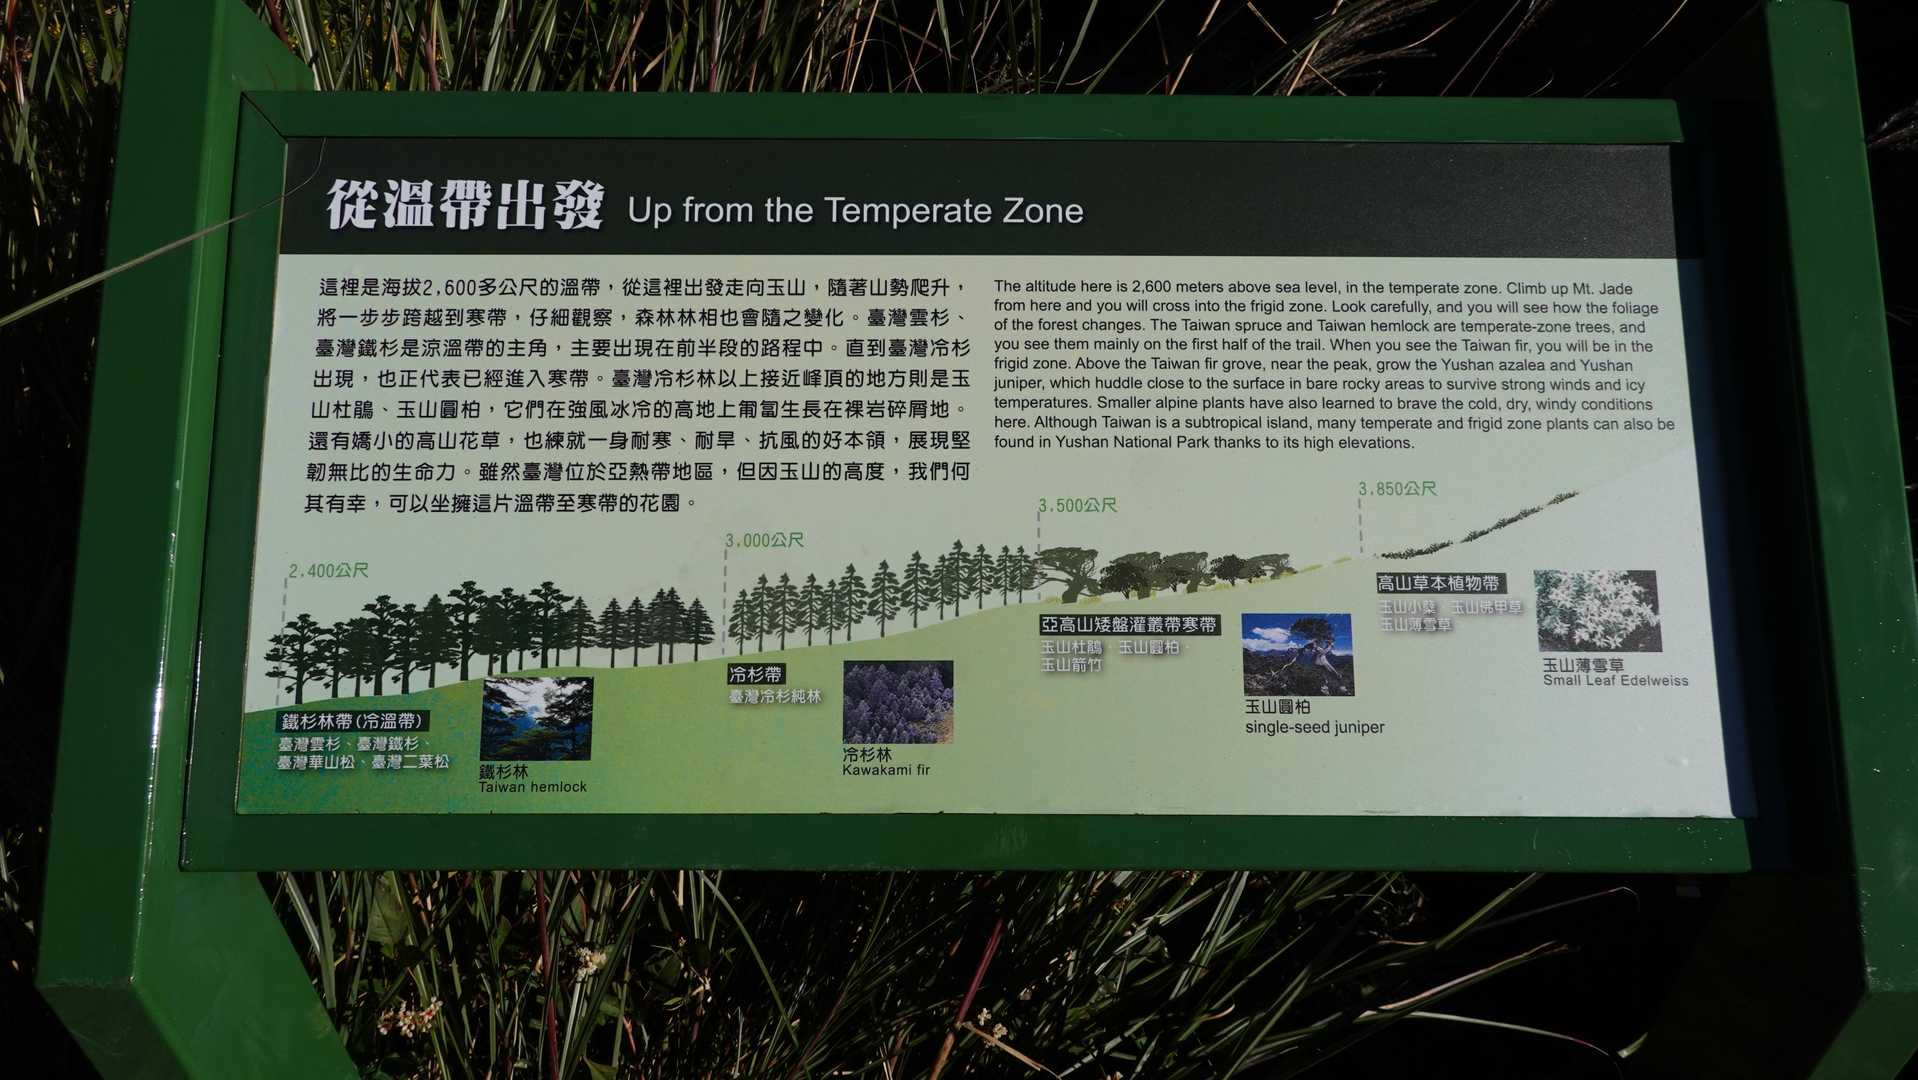 從溫帶出發 Up from the Temperate Zone
這裡是海拔2,600多公尺的溫帶，從這裡出發走向玉山，隨著山勢爬升，
將一步步跨越到寒帶，仔細觀察，森林林相也會隨之變化。臺灣雲杉、
臺灣鐵杉是涼溫帶的主角，主要出現在前半段的路程中。直到臺灣冷杉
出現，也正代表已經進入寒帶。臺灣冷杉林以上接近峰頂的地方則是玉
山杜鵑、玉山圓柏，它們在強風冰冷的高地上匍匐生長在裸岩碎屑地。
還有嬌小的高山花草，也練就一身耐寒、耐旱、抗風的好本領，展現堅
韌無比的生命力。雖然臺灣位於亞熱帶地區，但因玉山的高度，我們何
其有幸，可以坐擁這片溫帶至寒帶的花園。
The altitude here is 2,600 meters above sea level, in the temperate zone. Climb up Mt. Jade
from here and you will cross into the frigid zone. Look carefully, and you will see how the foliage
of the forest changes. The Taiwan spruce and Taiwan hemlock are temperate-zone trees, and
you see them mainly on the first half of the trail. When you see the Taiwan fir, you will be in the
frigid zone. Above the Taiwan fir grove, near the peak, grow the Yushan azalea and Yushan
juniper, which huddle close to the surface in bare rocky areas to survive strong winds and icy
temperatures. Smaller alpine plants have also learned to brave the cold, dry, windy conditions
here. Although Taiwan is a subtropical island, many temperate and frigid zone plants can also be
found in Yushan National Park thanks to its high elevations.
2,400公尺
3,000公尺
3,500公尺
3,850公尺
鐵杉林帶(冷溫帶)
臺灣雲杉、臺灣鐵杉、
臺灣華山松、臺灣二葉松
鐵杉林
Taiwan hemlock
冷杉帶
臺灣冷杉純林
冷杉林
Kawakami fir
亞高山矮盤灌叢帶寒帶
玉山杜鵑、玉山圓柏、
玉山箭竹
玉山圓柏
single-seed juniper
高山草本植物帶
玉山小蘗、玉山佛甲草、
玉山薄雪草
玉山薄雪草
Small Leaf Edelweiss